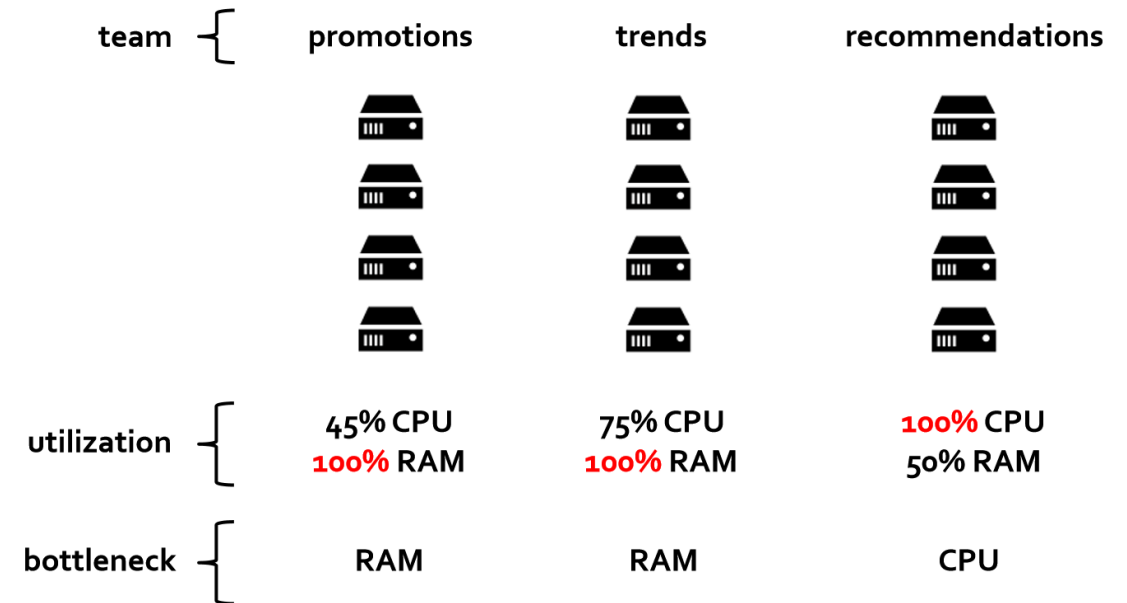 team promotions trends recommendations
utilization
45% CPU 75% CPU 100% CPU
100% RAM 100% RAM 50% RAM
bottleneck RAM RAM CPU